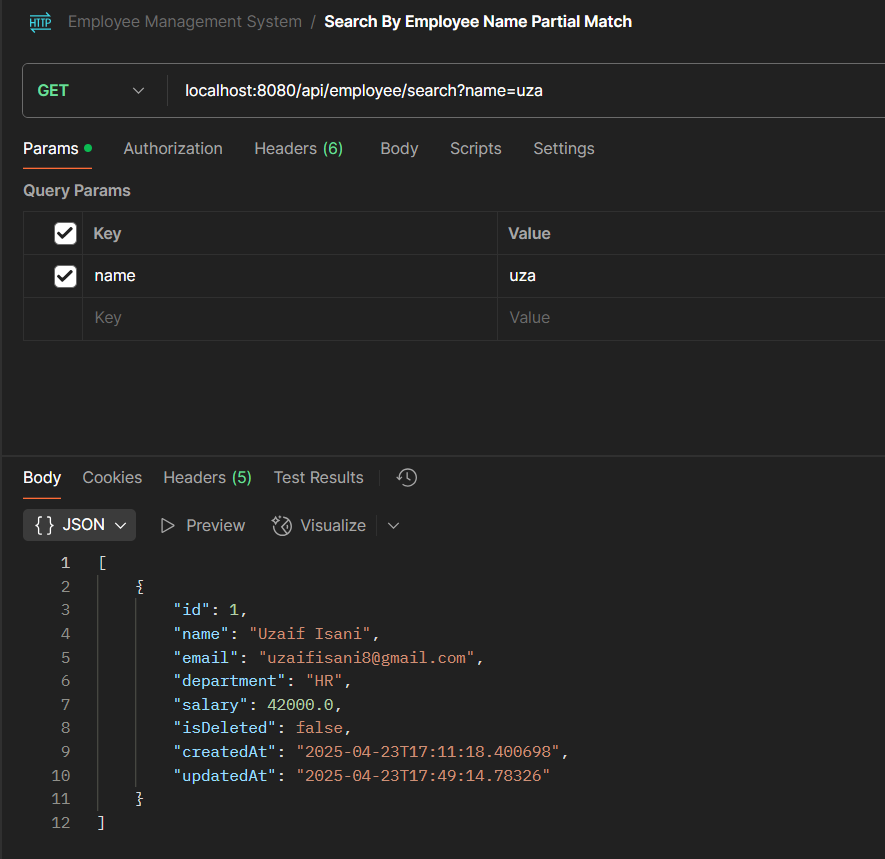 HTTP Employee Management System / Search By Employee Name Partial Match
GET localhost:8080/api/employee/search?name=uza
Params Authorization Headers (6) Body Scripts Settings
Query Params
Key Value
name uza
Key Value
Body Cookies Headers (5) Test Results
{} JSON Preview Visualize
1 [
2 {
3 "id": 1,
4 "name": "Uzaif Isani",
5 "email": "uzaifisani8@gmail.com",
6 "department": "HR",
7 "salary": 42000.0,
8 "isDeleted": false,
9 "createdAt": "2025-04-23T17:11:18.400698",
10 "updatedAt": "2025-04-23T17:49:14.78326"
11 }
12 ]